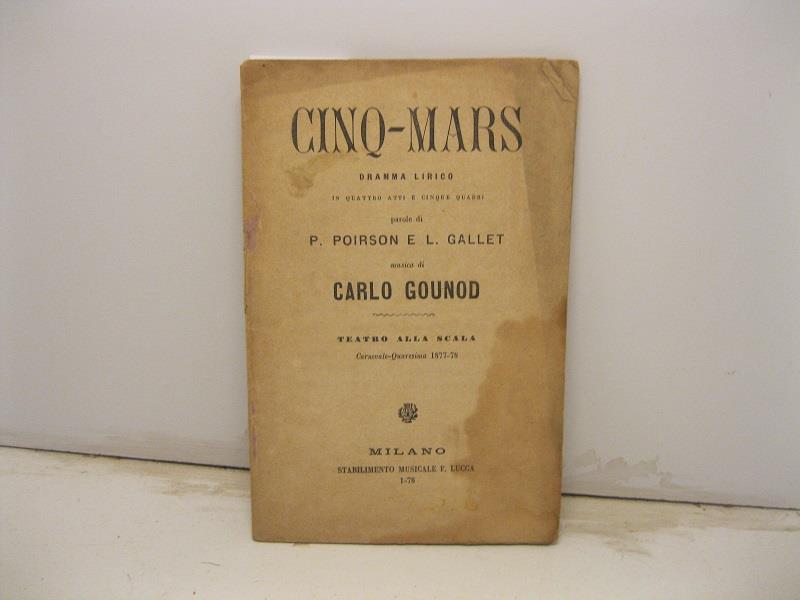 CINQ-MARS
DRAMMA LIRICO
IN QUATTRO ATTI E CINQUE QUADRI
parole di
P. POIRSON E L. GALLET
musica di
CARLO GOUNOD
TEATRO ALLA SCALA
Carnevale-Quaresima 1877-78
MILANO
STABILIMENTO MUSICALE F. LUCCA
1-78